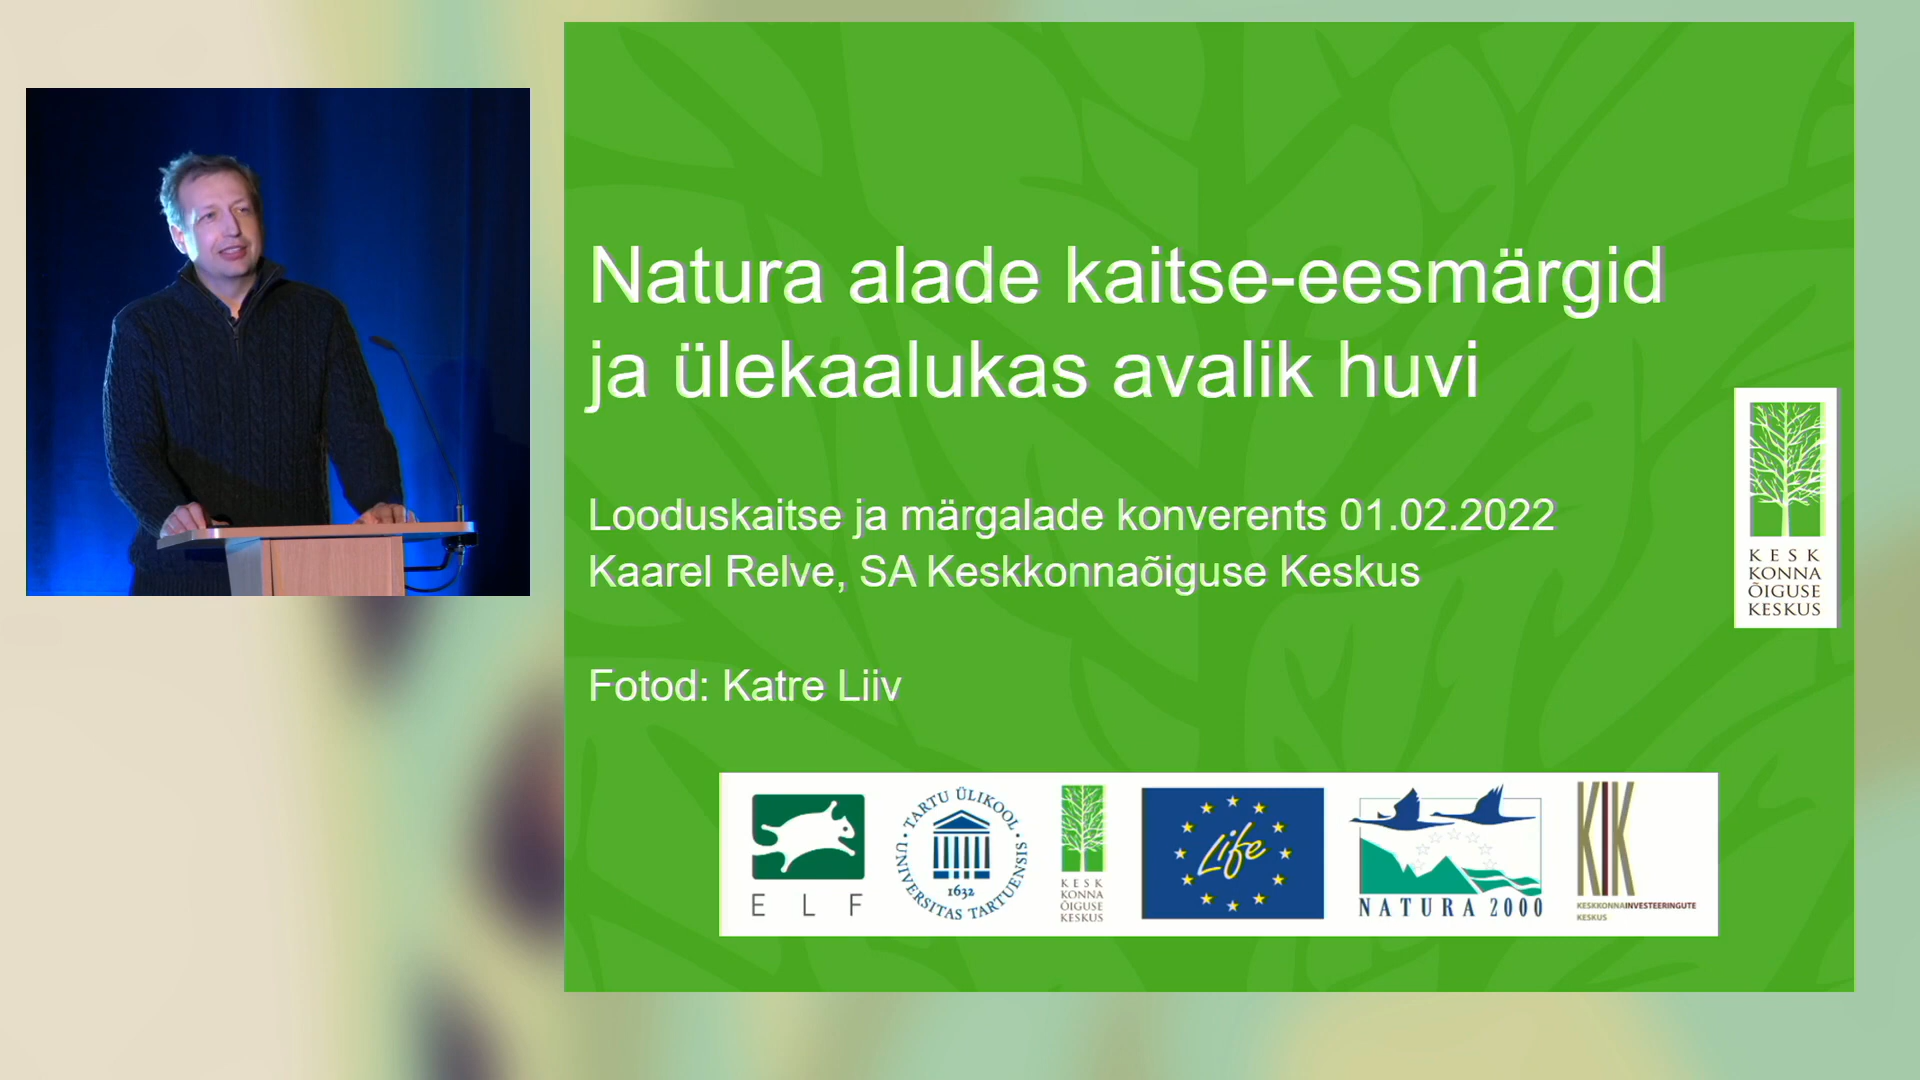 Natura alade kaitse-eesmärgid
ja ülekaalukas avalik huvi
Looduskaitse ja märgalade konverents 01.02.2022
Kaarel Relve, SA Keskkonnaõiguse Keskus
Fotod: Katre Liiv
KESK
KONNA
ÕIGUSE
KESKUS
ELF
TARTU ÜLIKOOL
UNIVERSITAS TARTUENSIS
1632
KESK
KONNA
ÕIGUSE
KESKUS
Life
NATURA 2000
KIK
KESKKONNAINVESTEERINGUTE
KESKUS